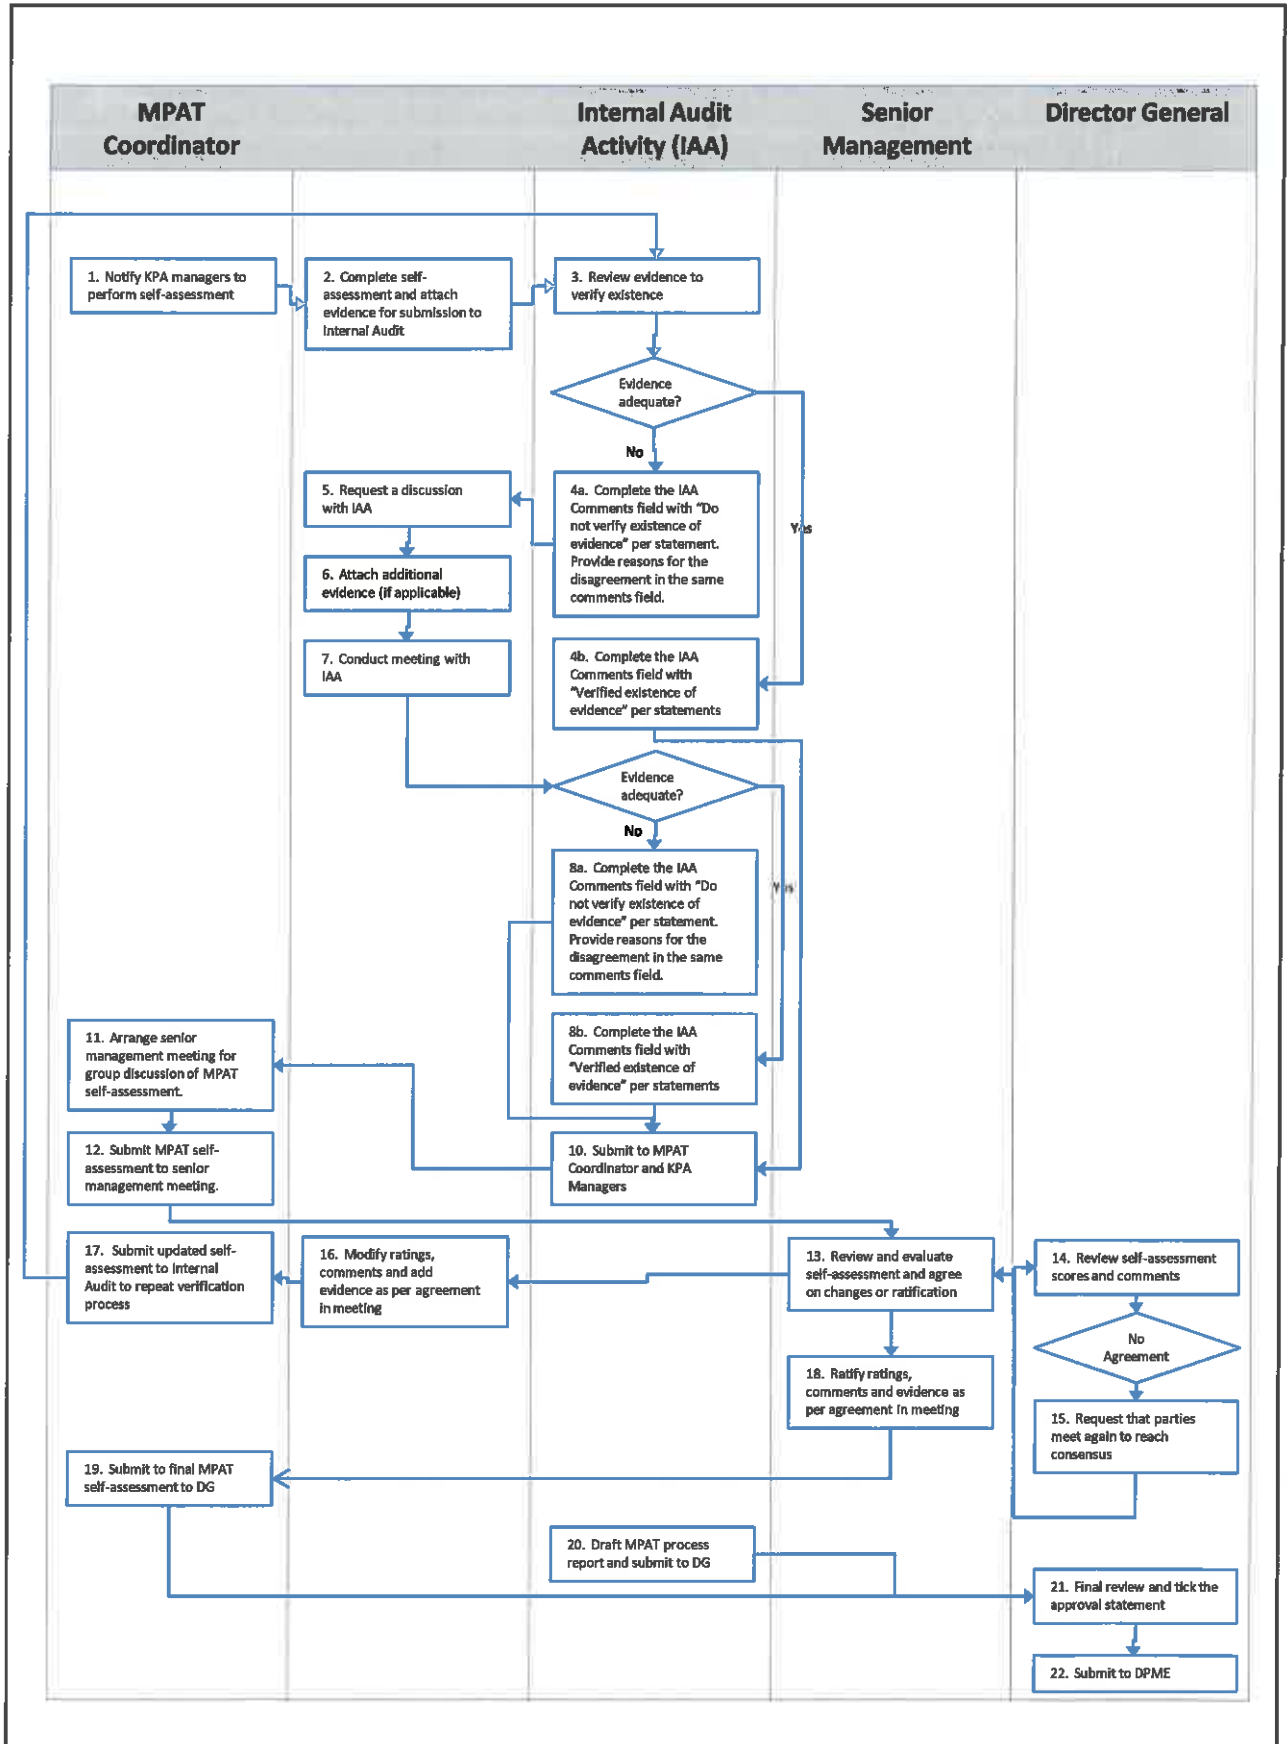 MPAT
Coordinator
Internal Audit
Activity (IAA)
Senior
Management
Director General
1. Notify KPA managers to
perform self-assessment
2. Complete self-
assessment and attach
evidence for submission to
Internal Audit
3. Review evidence to
verify existence
Evidence
adequate?
No
Yes
5. Request a discussion
with IAA
4a. Complete the IAA
Comments field with "Do
not verify existence of
evidence" per statement.
Provide reasons for the
disagreement in the same
comments field.
6. Attach additional
evidence (if applicable)
7. Conduct meeting with
IAA
4b. Complete the IAA
Comments field with
"Verified existence of
evidence" per statements
Evidence
adequate?
No
Yes
8a. Complete the IAA
Comments field with "Do
not verify existence of
evidence" per statement.
Provide reasons for the
disagreement in the same
comments field.
8b. Complete the IAA
Comments field with
"Verified existence of
evidence" per statements
11. Arrange senior
management meeting for
group discussion of MPAT
self-assessment.
12. Submit MPAT self-
assessment to senior
management meeting.
10. Submit to MPAT
Coordinator and KPA
Managers
17. Submit updated self-
assessment to Internal
Audit to repeat verification
process
16. Modify ratings,
comments and add
evidence as per agreement
in meeting
13. Review and evaluate
self-assessment and agree
on changes or ratification
14. Review self-assessment
scores and comments
No
Agreement
18. Ratify ratings,
comments and evidence as
per agreement in meeting
15. Request that parties
meet again to reach
consensus
19. Submit to final MPAT
self-assessment to DG
20. Draft MPAT process
report and submit to DG
21. Final review and tick the
approval statement
22. Submit to DPME